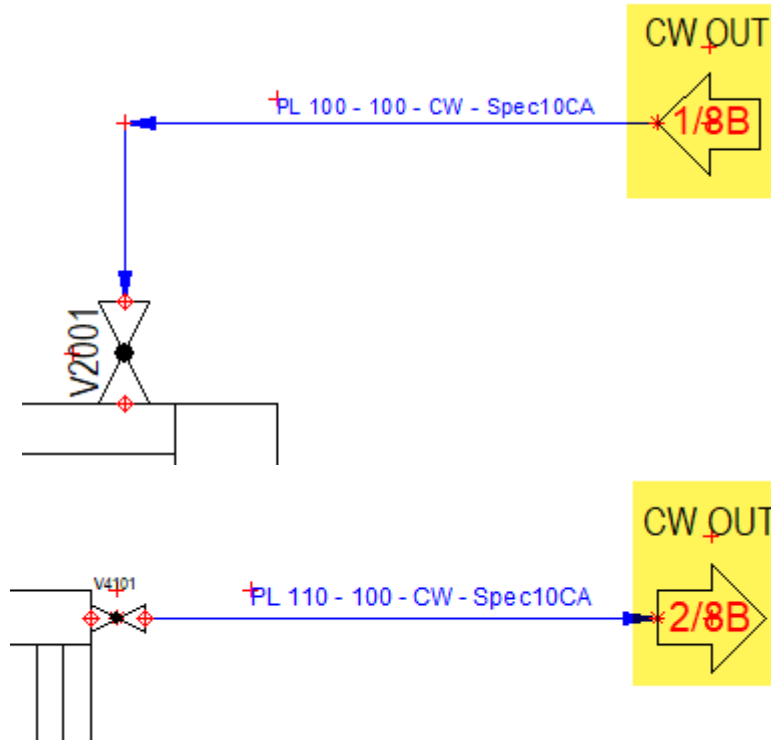 CW OUT
PL 100 - 100 - CW - Spec10CA
1/8B
V2001
CW OUT
V4101
PL 110 - 100 - CW - Spec10CA
2/8B